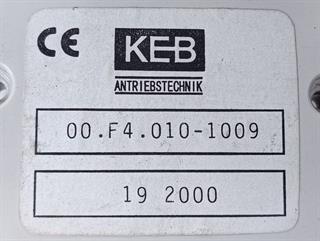 CE
KEB
ANTRIEBSTECHNIK
00.F4.010-1009
19 2000